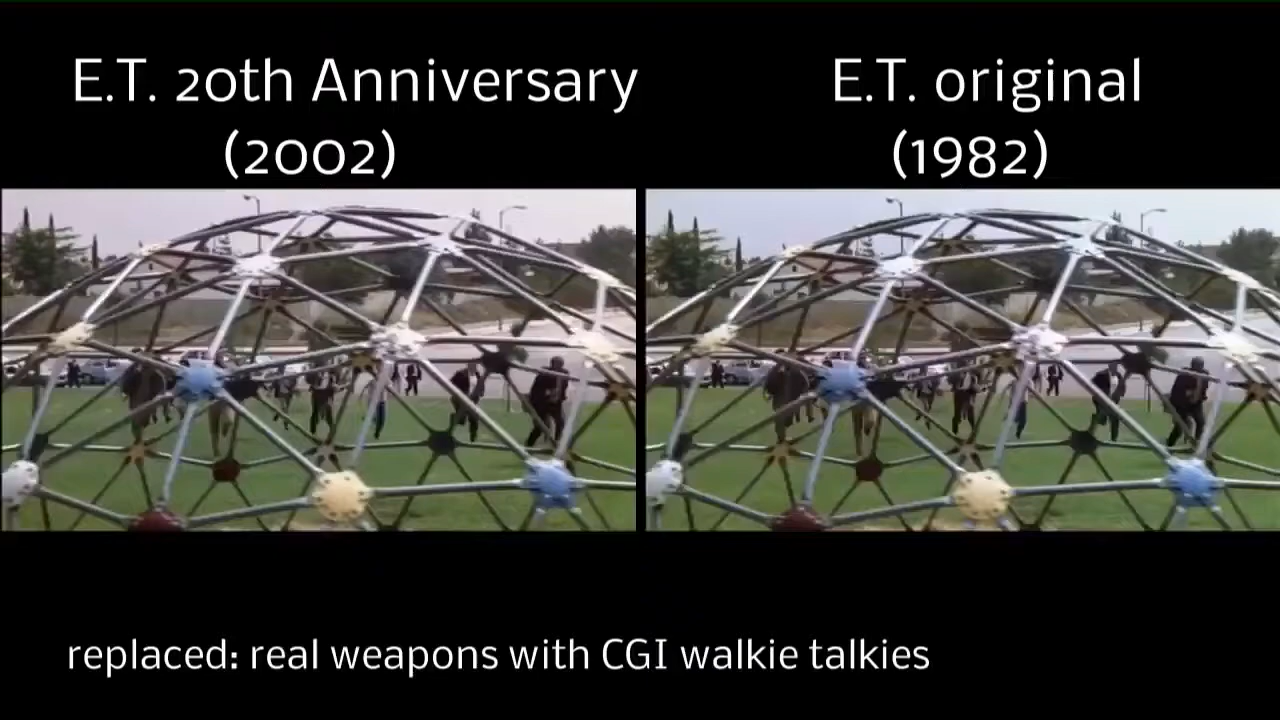 E.T. 20th Anniversary
(2002)
E.T. original
(1982)
replaced: real weapons with CGI walkie talkies